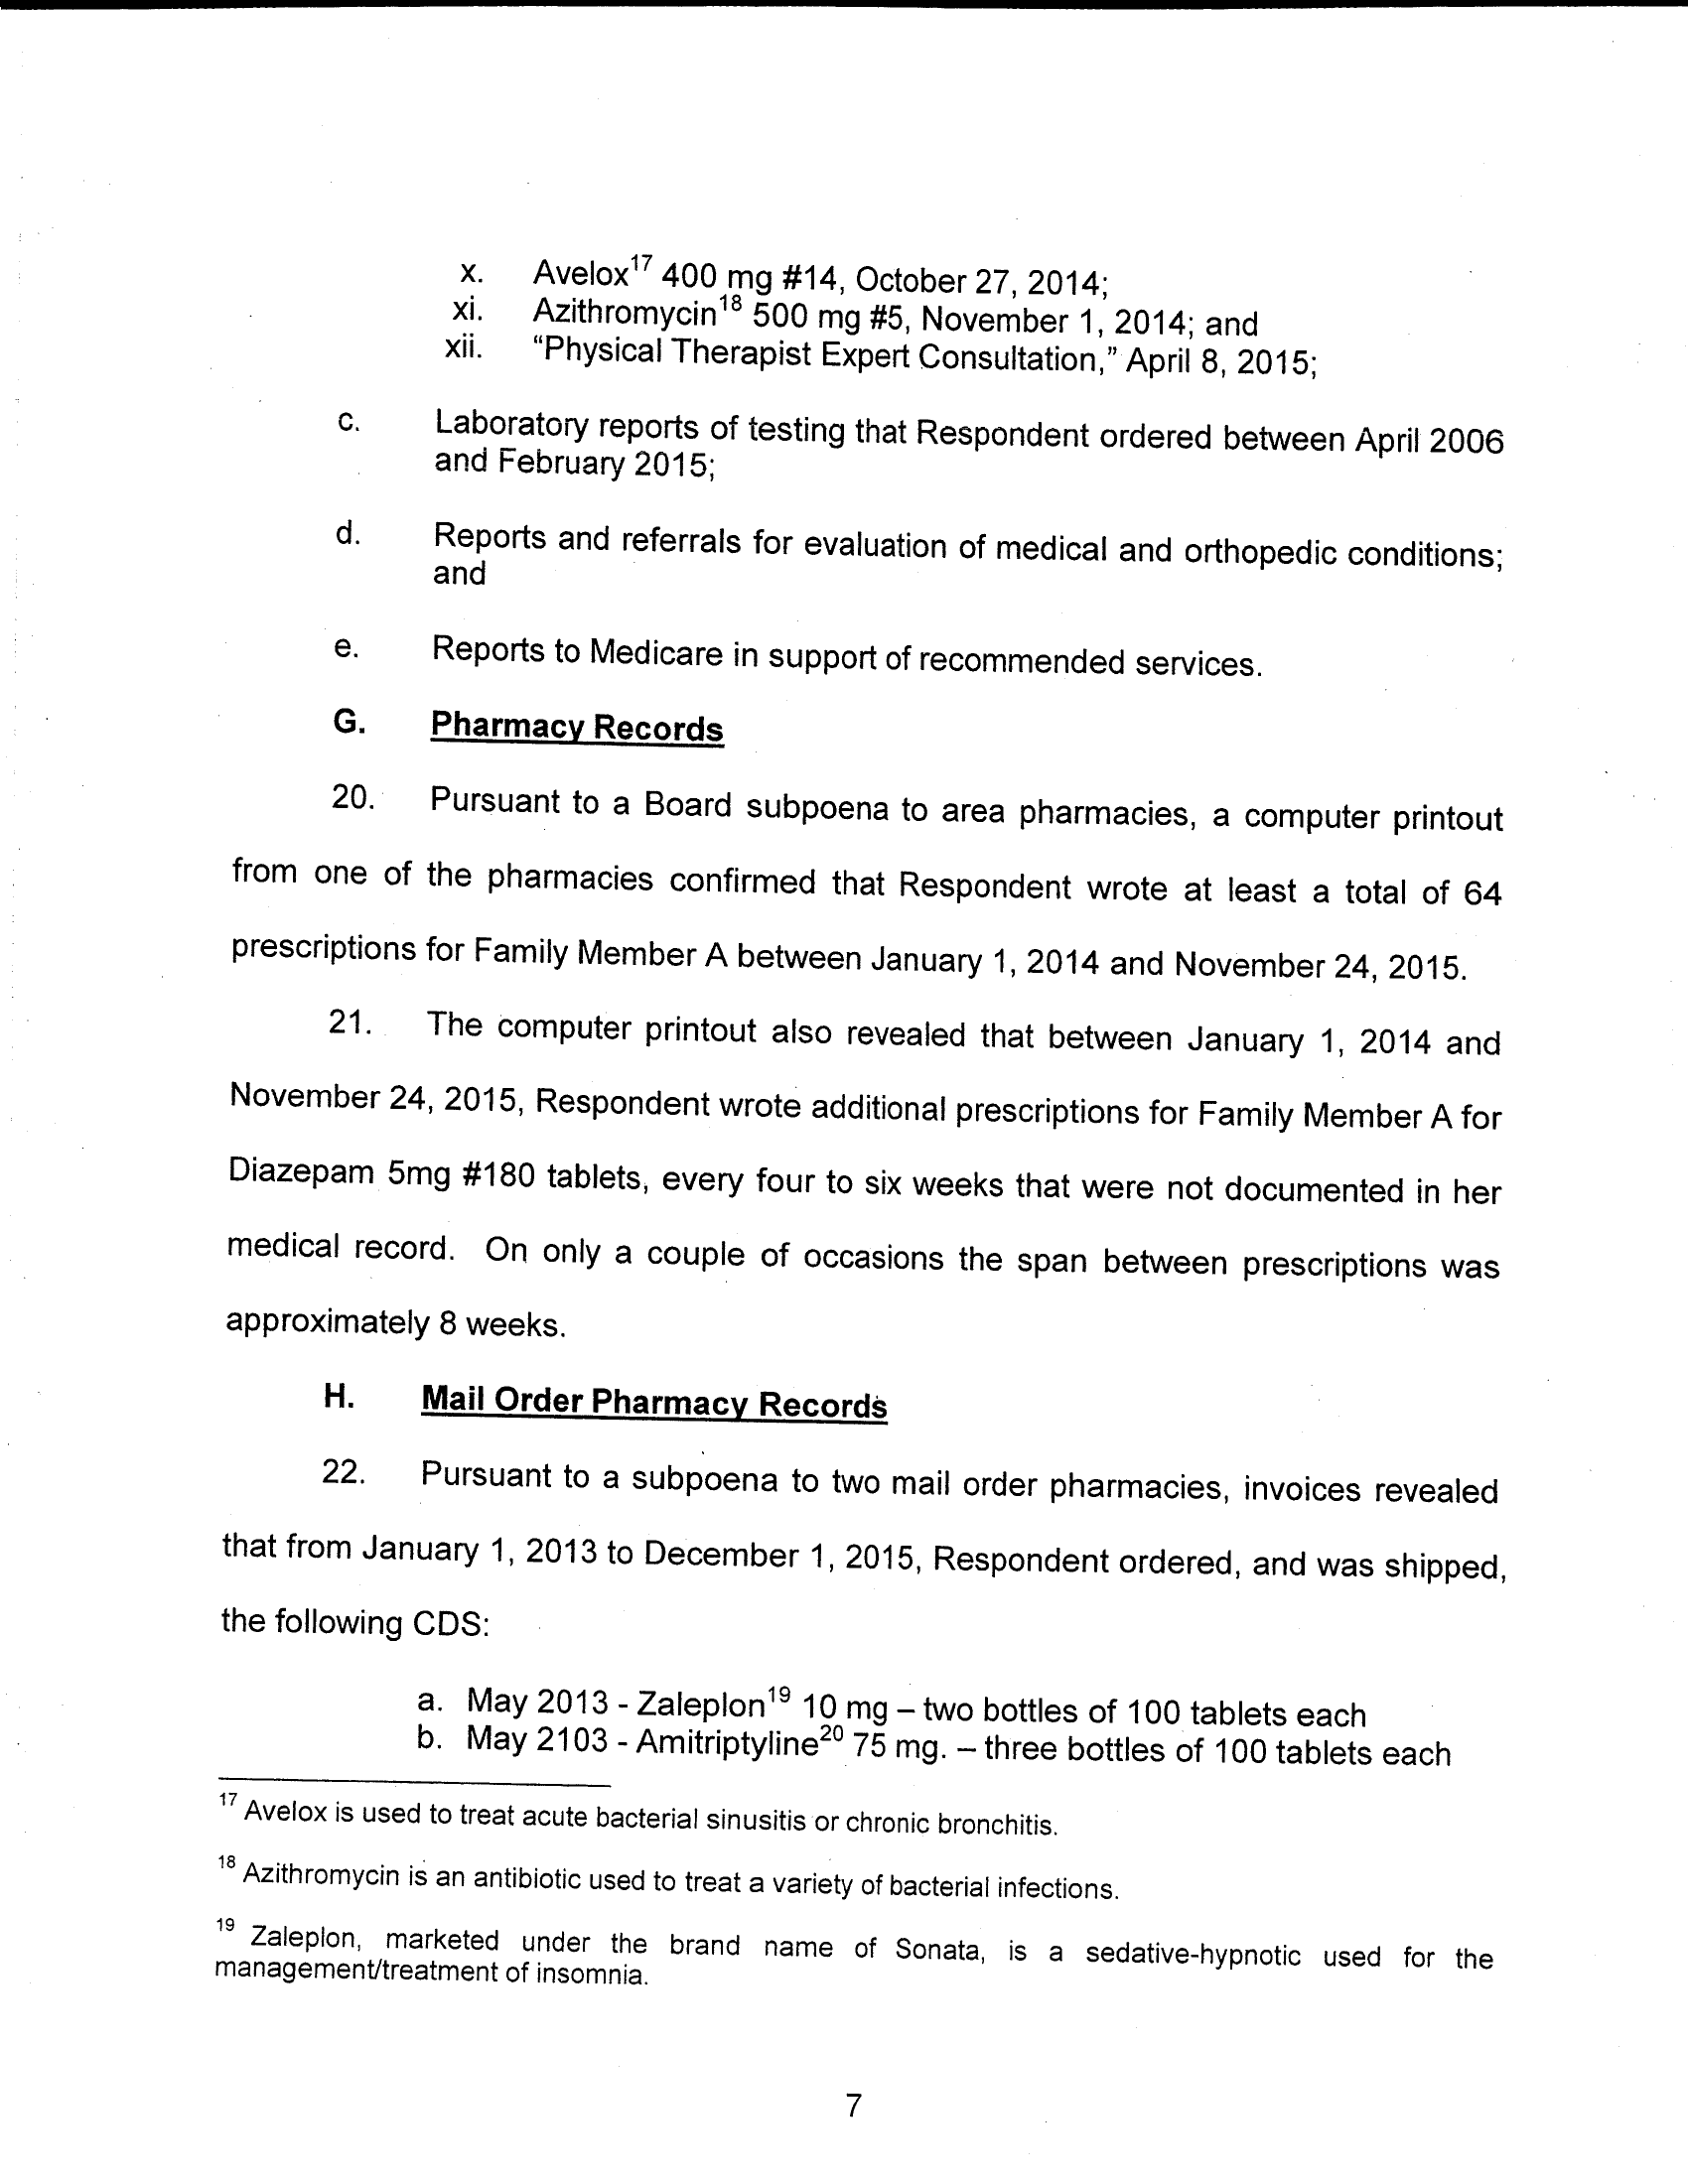 x. Avelox17 400 mg #14, October 27, 2014;
xi. Azithromycin18 500 mg #5, November 1, 2014; and
xii. “Physical Therapist Expert Consultation,” April 8, 2015;
c. Laboratory reports of testing that Respondent ordered between April 2006
and February 2015;
d. Reports and referrals for evaluation of medical and orthopedic conditions;
and
e. Reports to Medicare in support of recommended services.
G. Pharmacy Records
20. Pursuant to a Board subpoena to area pharmacies, a computer printout
from one of the pharmacies confirmed that Respondent wrote at least a total of 64
prescriptions for Family Member A between January 1, 2014 and November 24, 2015.
21. The computer printout also revealed that between January 1, 2014 and
November 24, 2015, Respondent wrote additional prescriptions for Family Member A for
Diazepam 5mg #180 tablets, every four to six weeks that were not documented in her
medical record. On only a couple of occasions the span between prescriptions was
approximately 8 weeks.
H. Mail Order Pharmacy Records
22. Pursuant to a subpoena to two mail order pharmacies, invoices revealed
that from January 1, 2013 to December 1, 2015, Respondent ordered, and was shipped,
the following CDS:
a. May 2013 - Zaleplon19 10 mg – two bottles of 100 tablets each
b. May 2103 - Amitriptyline20 75 mg. – three bottles of 100 tablets each
17 Avelox is used to treat acute bacterial sinusitis or chronic bronchitis.
18 Azithromycin is an antibiotic used to treat a variety of bacterial infections.
19 Zaleplon, marketed under the brand name of Sonata, is a sedative-hypnotic used for the
management/treatment of insomnia.
7